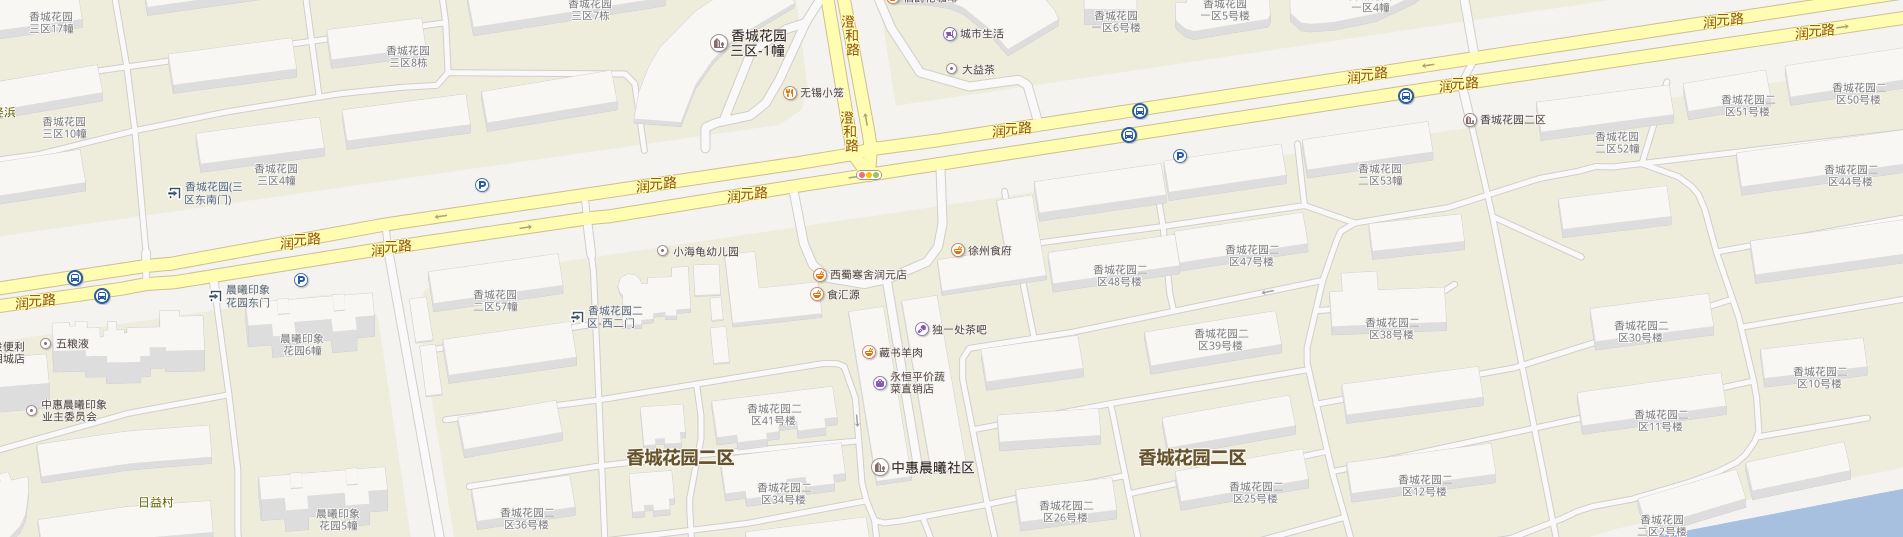 香城花园
三区17幢
香城花园
三区7栋
香城花园
三区-1幢
澄和路
城市生活
大益茶
香城花园
一区6号楼
香城花园
一区5号楼
一区4幢
润元路
润元路
香城花园
三区8栋
无锡小笼
香城花园
三区10幢
澄和路
润元路
润元路
润元路
香城花园二区
香城花园二
区51号楼
香城花园二
区50号楼
香城花园
二区52幢
香城花园
三区4幢
香城花园(三
区东南门)
润元路
润元路
香城花园
二区53幢
香城花园二
区44号楼
润元路
润元路
小海龟幼儿园
徐州食府
香城花园二
区47号楼
香城花园二
区48号楼
西蜀寒舍润元店
食汇源
润元路
晨曦印象
花园东门
香城花园
二区57幢
香城花园二
区-西二门
独一处茶吧
香城花园二
区38号楼
香城花园二
区39号楼
香城花园二
区30号楼
五粮液
晨曦印象
花园6幢
藏书羊肉
永恒平价蔬
菜直销店
香城花园二
区10号楼
中惠晨曦印象
业主委员会
香城花园二
区41号楼
香城花园二
区11号楼
香城花园二区
香城花园二区
中惠晨曦社区
香城花园二
区34号楼
香城花园二
区25号楼
香城花园二
区12号楼
日益村
晨曦印象
花园5幢
香城花园二
区36号楼
香城花园二
区26号楼
香城花园
二区2号楼